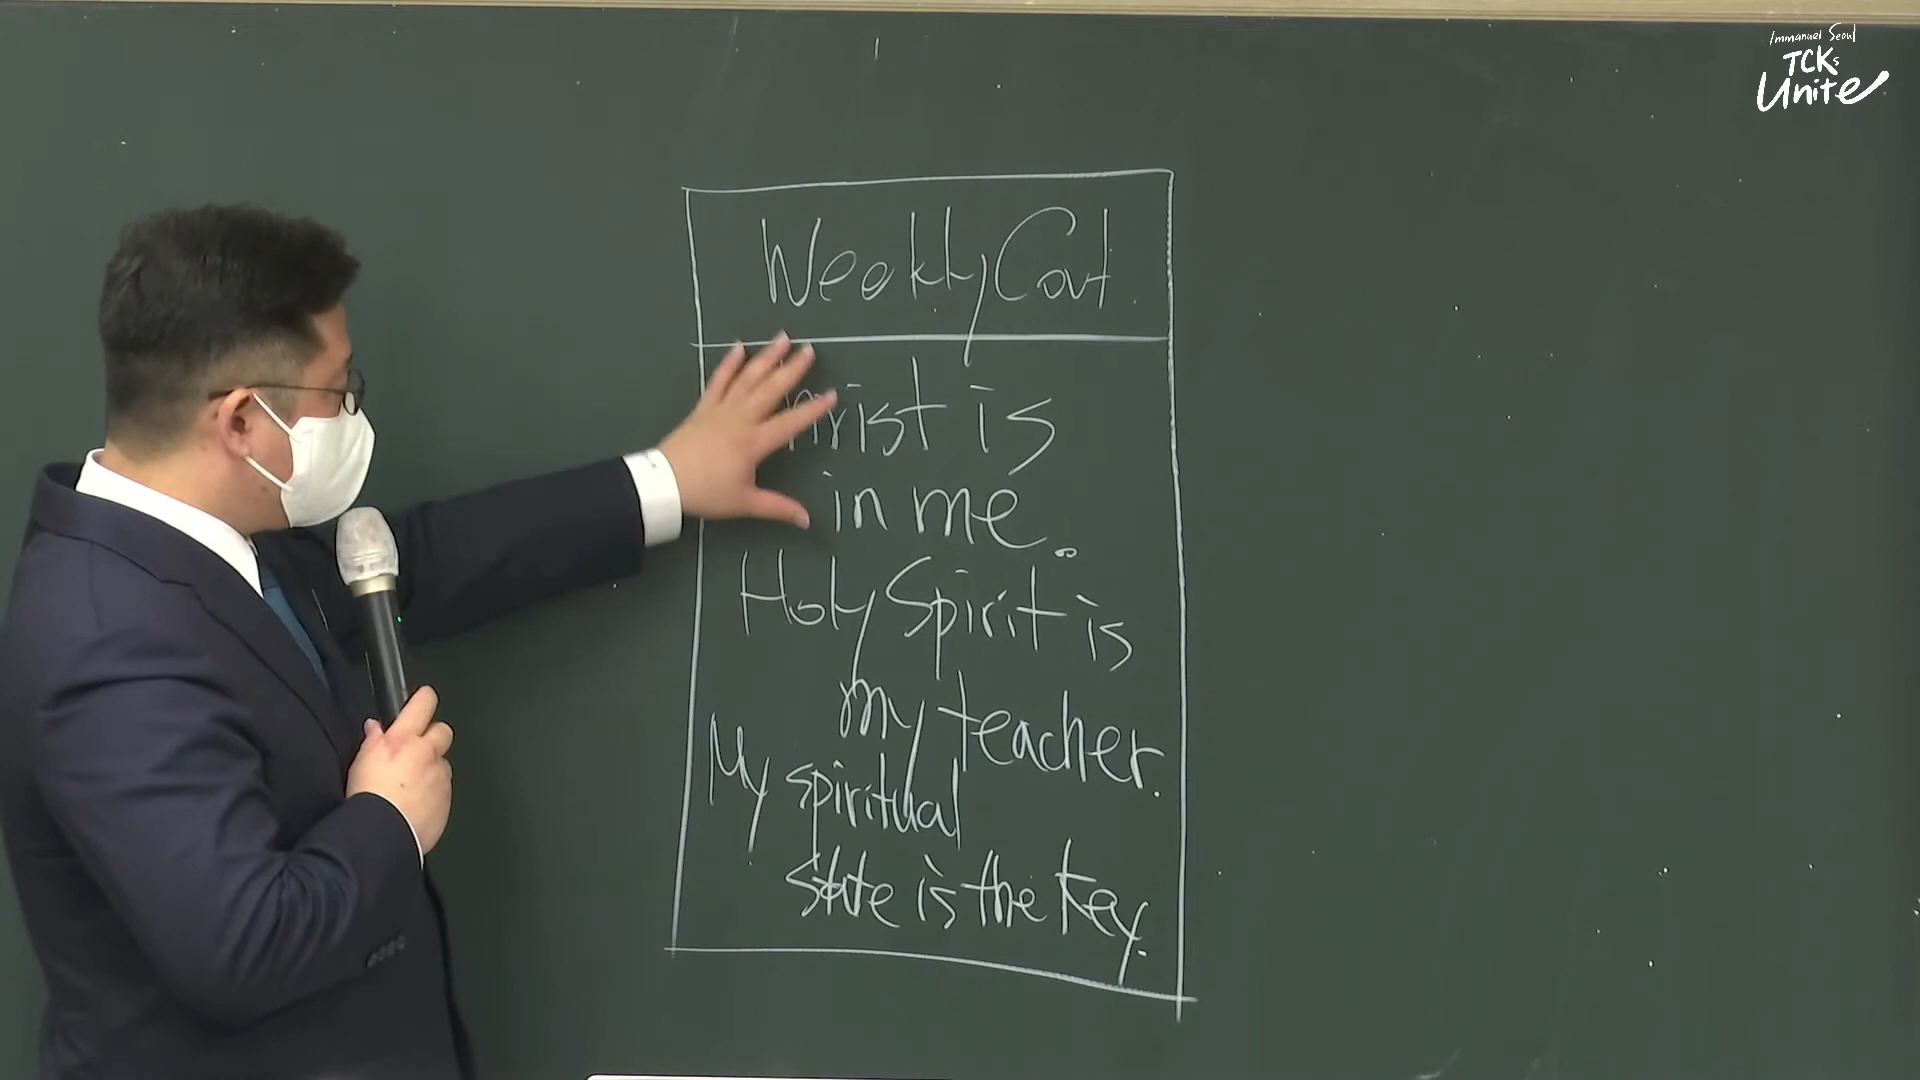 Immanuel Seoul
TCKs
Unite
Weekly Covt.
hrist is
in me.
Holy Spirit is
my teacher.
My spiritual
state is the key.